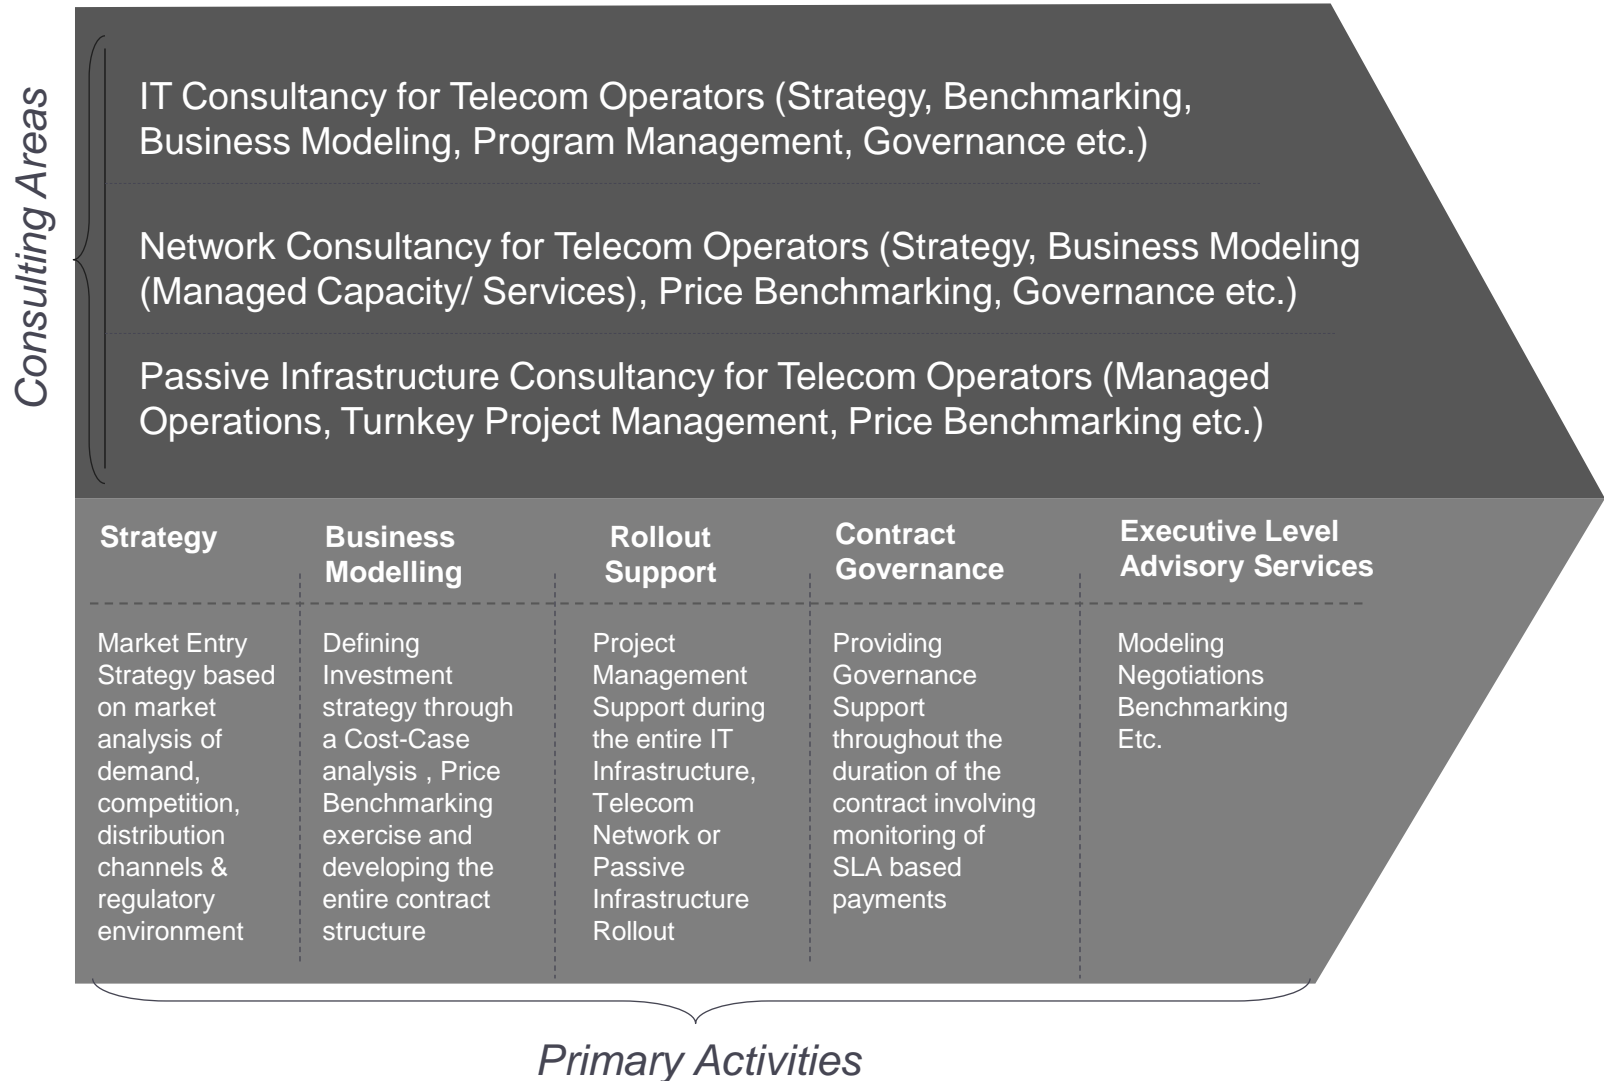 Consulting Areas
IT Consultancy for Telecom Operators (Strategy, Benchmarking,
Business Modeling, Program Management, Governance etc.)
Network Consultancy for Telecom Operators (Strategy, Business Modeling
(Managed Capacity/ Services), Price Benchmarking, Governance etc.)
Passive Infrastructure Consultancy for Telecom Operators (Managed
Operations, Turnkey Project Management, Price Benchmarking etc.)
Strategy
Market Entry
Strategy based
on market
analysis of
demand,
competition,
distribution
channels &
regulatory
environment
Business
Modelling
Defining
Investment
strategy through
a Cost-Case
analysis , Price
Benchmarking
exercise and
developing the
entire contract
structure
Rollout
Support
Project
Management
Support during
the entire IT
Infrastructure,
Telecom
Network or
Passive
Infrastructure
Rollout
Contract
Governance
Providing
Governance
Support
throughout the
duration of the
contract involving
monitoring of
SLA based
payments
Executive Level
Advisory Services
Modeling
Negotiations
Benchmarking
Etc.
Primary Activities